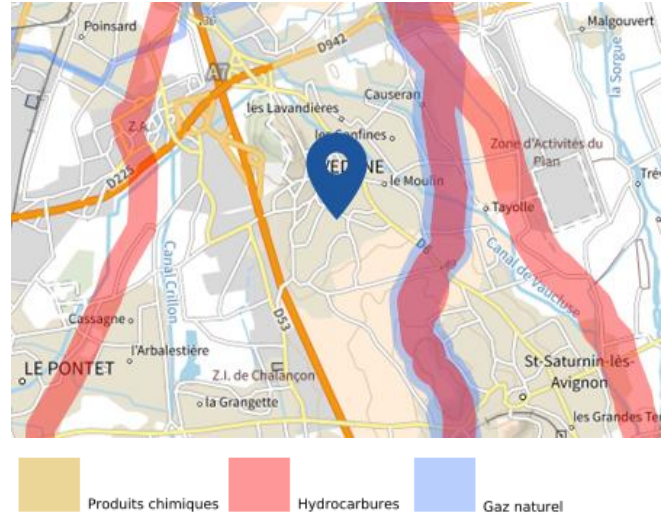 Poinsard
Malgouvert
D942
A7
la Sorgue
les Lavandières
Causeran
Z.A.
Zone d'Activités du
Plan
D225
le Moulin
Tayolle
Canal Crillon
Canal de Vaucluse
Cassagne
D53
l'Arbalestière
LE PONTET
Z.I. de Chalançon
St-Saturnin-lès-
Avignon
la Grangette
les Grandes
Produits chimiques
Hydrocarbures
Gaz naturel